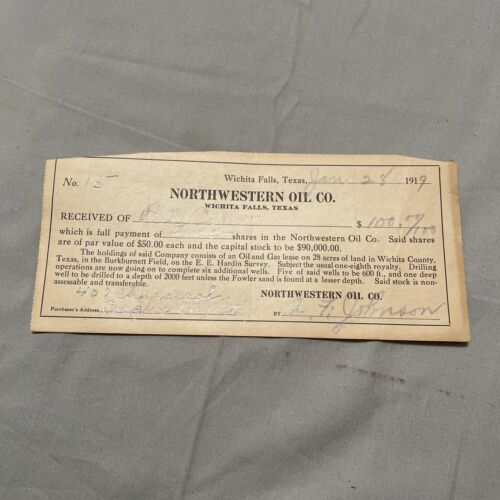 No. 15 Wichita Falls, Texas, Jan 28 1919
NORTHWESTERN OIL CO.
WICHITA FALLS, TEXAS
RECEIVED OF $ 100.00
which is full payment of shares in the Northwestern Oil Co. Said shares
are of par value of $50.00 each and the capital stock to be $90,000.00.
The holdings of said Company consists of an Oil and Gas lease on 28 acres of land in Wichita County,
Texas, in the Burkburnett Field, on the E. E. Hardin Survey. Subject the usual one-eighth royalty. Drilling
operations are now going on to complete six additional wells. Five of said wells to be 600 ft., and one deep
well to be drilled to a depth of 2000 feet unless the Fowler sand is found at a lesser depth. Said stock is non-
assessable and transferable. NORTHWESTERN OIL CO.
Purchaser's Address BY Johnson